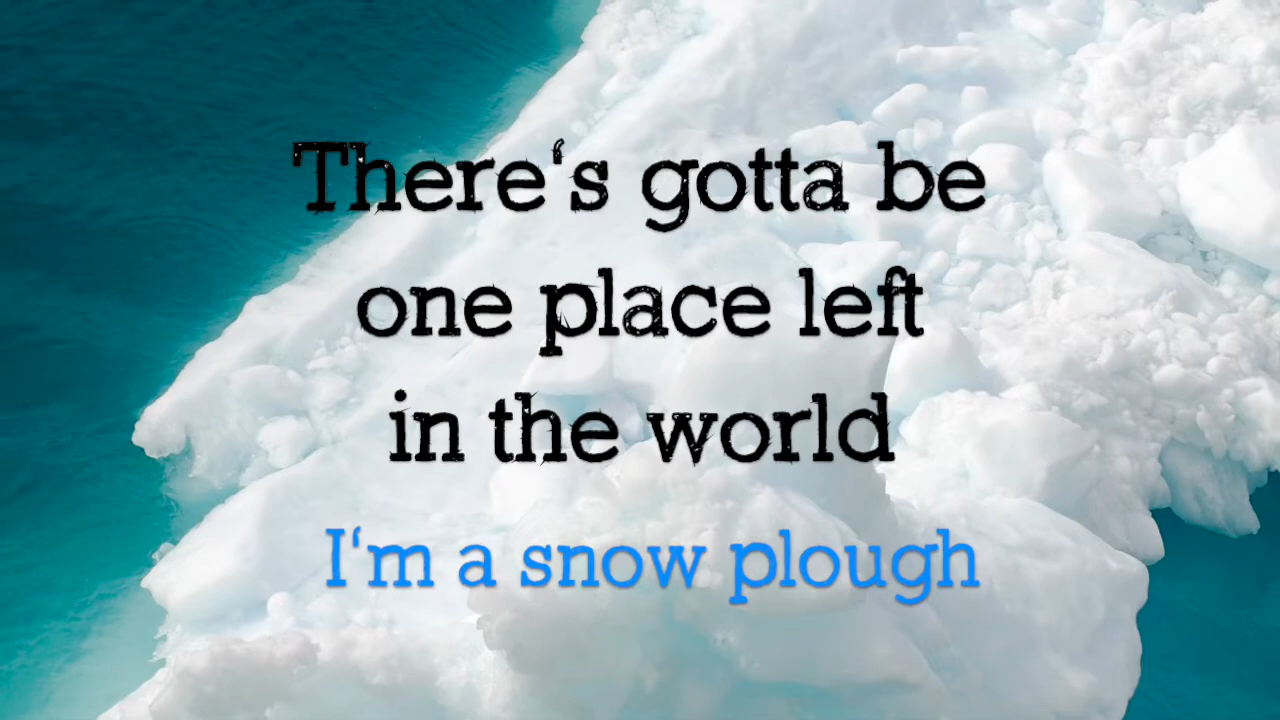 There‘s gotta be
one place left
in the world
I‘m a snow plough